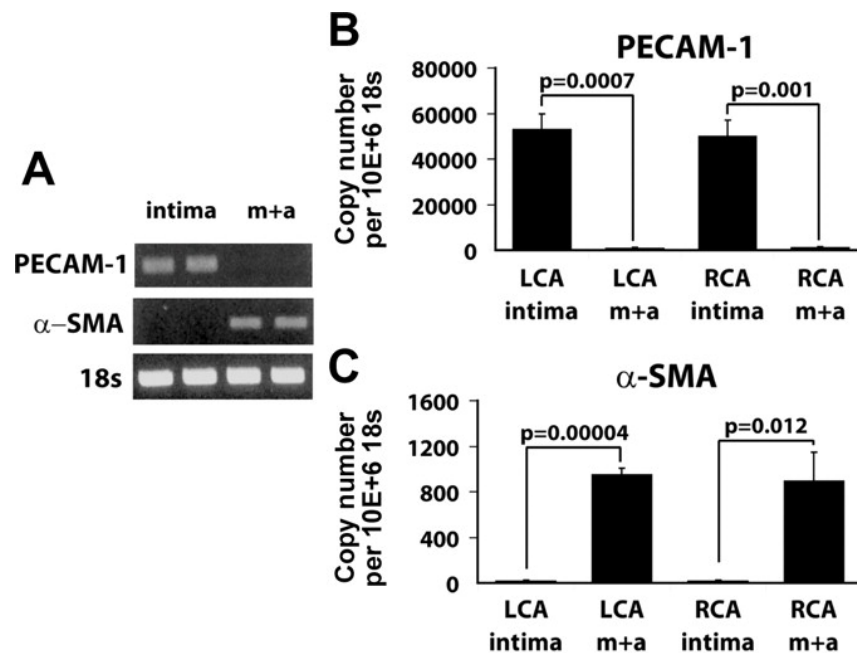 A
intima m+a
PECAM-1
α–SMA
18s
B
PECAM-1
Copy number
per 10E+6 18s
80000
60000
40000
20000
0
p=0.0007
p=0.001
LCA LCA RCA RCA
intima m+a intima m+a
C
α-SMA
Copy number
per 10E+6 18s
1600
1200
800
400
0
p=0.00004
p=0.012
LCA LCA RCA RCA
intima m+a intima m+a